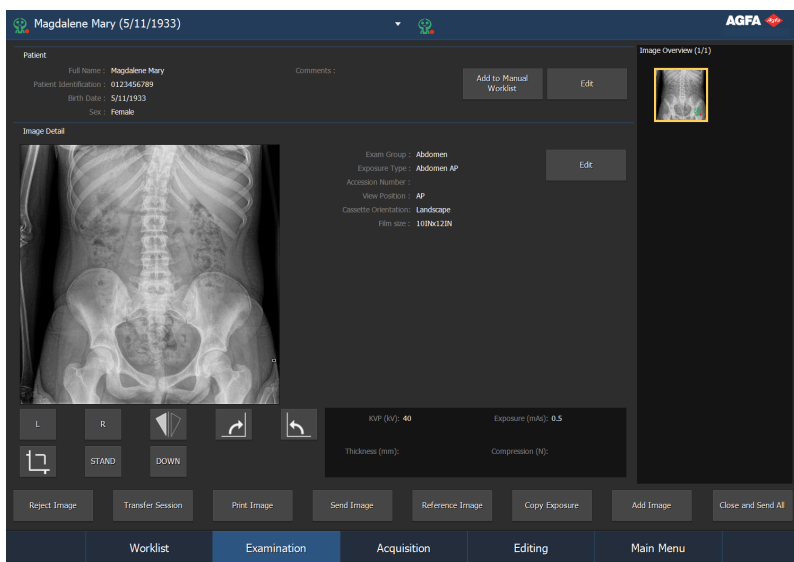 Magdalene Mary (5/11/1933)
AGFA
Agfa
Patient
Full Name : Magdalene Mary
Comments :
Patient Identification : 0123456789
Birth Date : 5/11/1933
Sex : Female
Add to Manual
Worklist
Edit
Image Overview (1/1)
Image Detail
Exam Group : Abdomen
Exposure Type : Abdomen AP
Accession Number :
View Position : AP
Cassette Orientation: Landscape
Film size : 10INx12IN
Edit
L
R
STAND
DOWN
KVP (kV): 40
Exposure (mAs): 0.5
Thickness (mm):
Compression (N):
Reject Image
Transfer Session
Print Image
Send Image
Reference Image
Copy Exposure
Add Image
Close and Send All
Worklist
Examination
Acquisition
Editing
Main Menu